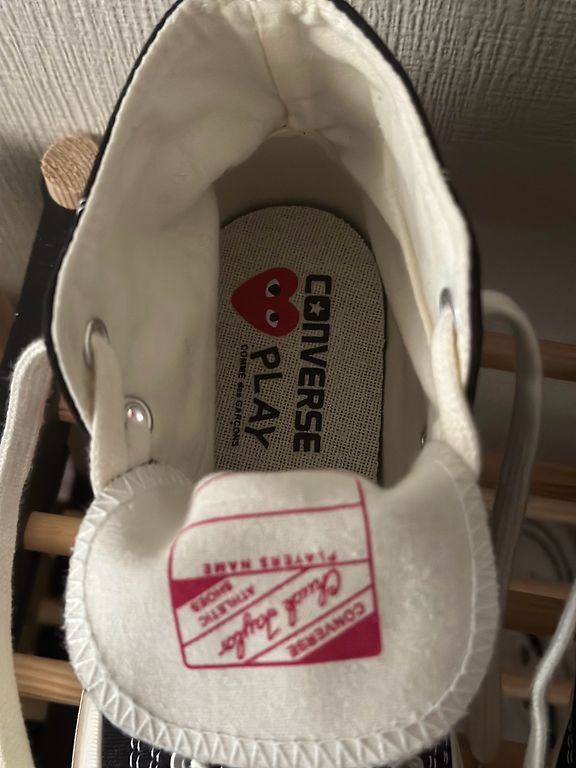 CONVERSE
PLAY
COMME des GARÇONS
CONVERSE
Chuck Taylor
ATHLETIC
SHOES
PLAYERS NAME